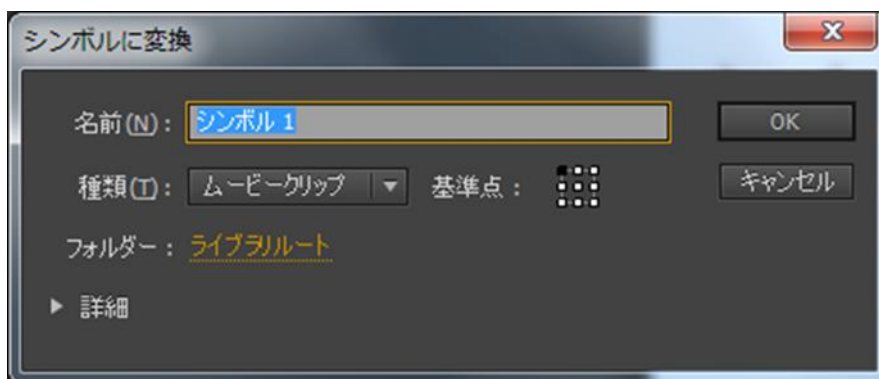 シンボルに変換
名前(N): シンボル 1 OK
種類(T): ムービークリップ 基準点: キャンセル
フォルダー: ライブラリルート
詳細